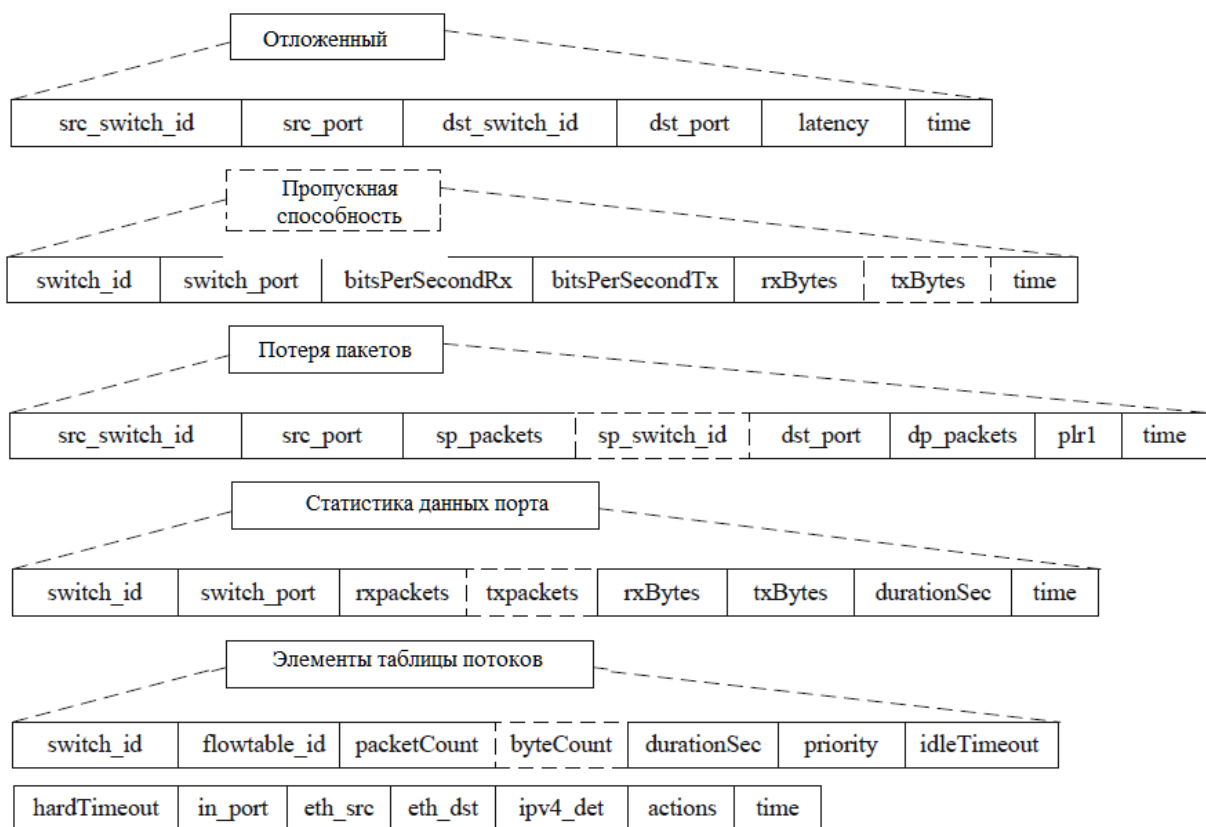 Отложенный
src_switch_id src_port dst_switch_id dst_port latency time
Пропускная
способность
switch_id switch_port bitsPerSecondRx bitsPerSecondTx rxBytes txBytes time
Потеря пакетов
src_switch_id src_port sp_packets sp_switch_id dst_port dp_packets plr1 time
Статистика данных порта
switch_id switch_port rxpackets txpackets rxBytes txBytes durationSec time
Элементы таблицы потоков
switch_id flowtable_id packetCount byteCount durationSec priority idleTimeout
hardTimeout in_port eth_src eth_dst ipv4_det actions time